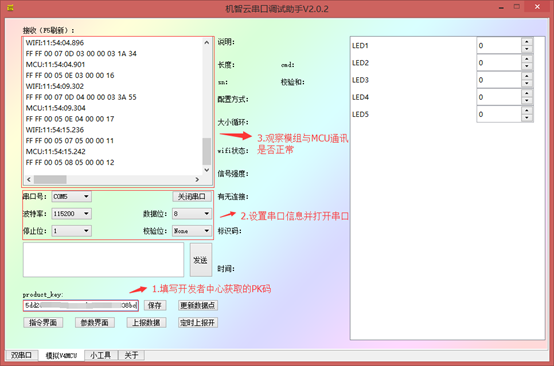 机智云串口调试助手V2.0.2
接收（F5刷新）：
WIFI:11:54:04.896
FF FF 00 07 0D 03 00 00 03 1A 34
MCU:11:54:04.901
FF FF 00 05 0E 03 00 00 16
WIFI:11:54:09.302
FF FF 00 07 0D 04 00 00 03 3A 55
MCU:11:54:09.304
FF FF 00 05 0E 04 00 00 17
WIFI:11:54:15.236
FF FF 00 05 07 05 00 00 11
MCU:11:54:15.242
FF FF 00 05 08 05 00 00 12
说明：
长度： cmd:
sn: 校验和：
配置方式：
大小循环：
3.观察模组与MCU通讯
是否正常
wifi状态：
信号强度：
有无连接：
标识码：
时间：
串口号： COM5 关闭串口
波特率： 115200 数据位： 8
停止位： 1 校验位： None
2.设置串口信息并打开串口
发送
1.填写开发者中心获取的PK码
product_key:
保存 更新数据点
指令界面 参数界面 上报数据 定时上报开
LED1 0
LED2 0
LED3 0
LED4 0
LED5 0
双串口 模拟V4MCU 小工具 关于